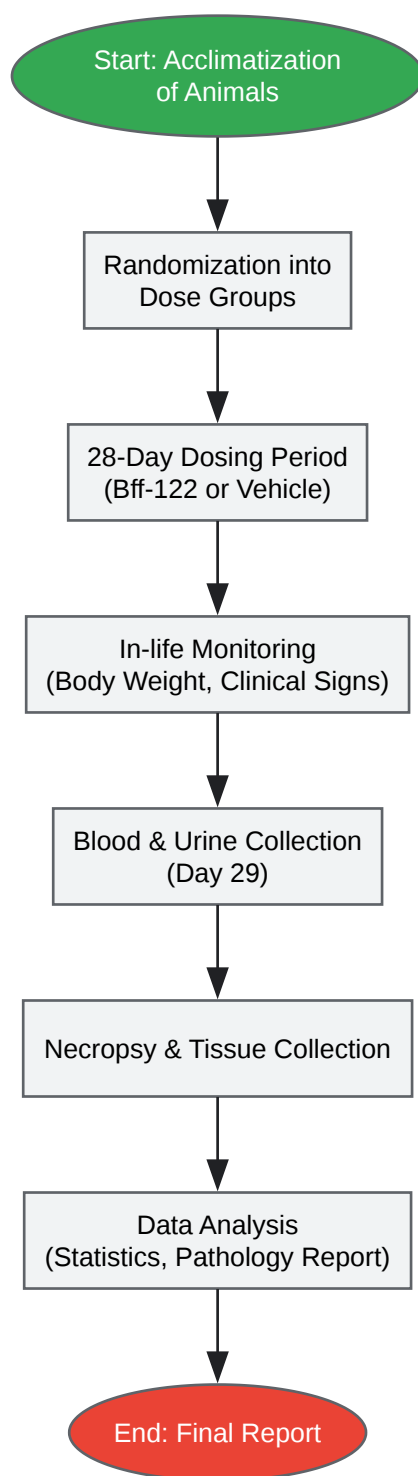 Start: Acclimatization
of Animals
Randomization into
Dose Groups
28-Day Dosing Period
(Bff-122 or Vehicle)
In-life Monitoring
(Body Weight, Clinical Signs)
Blood & Urine Collection
(Day 29)
Necropsy & Tissue Collection
Data Analysis
(Statistics, Pathology Report)
End: Final Report